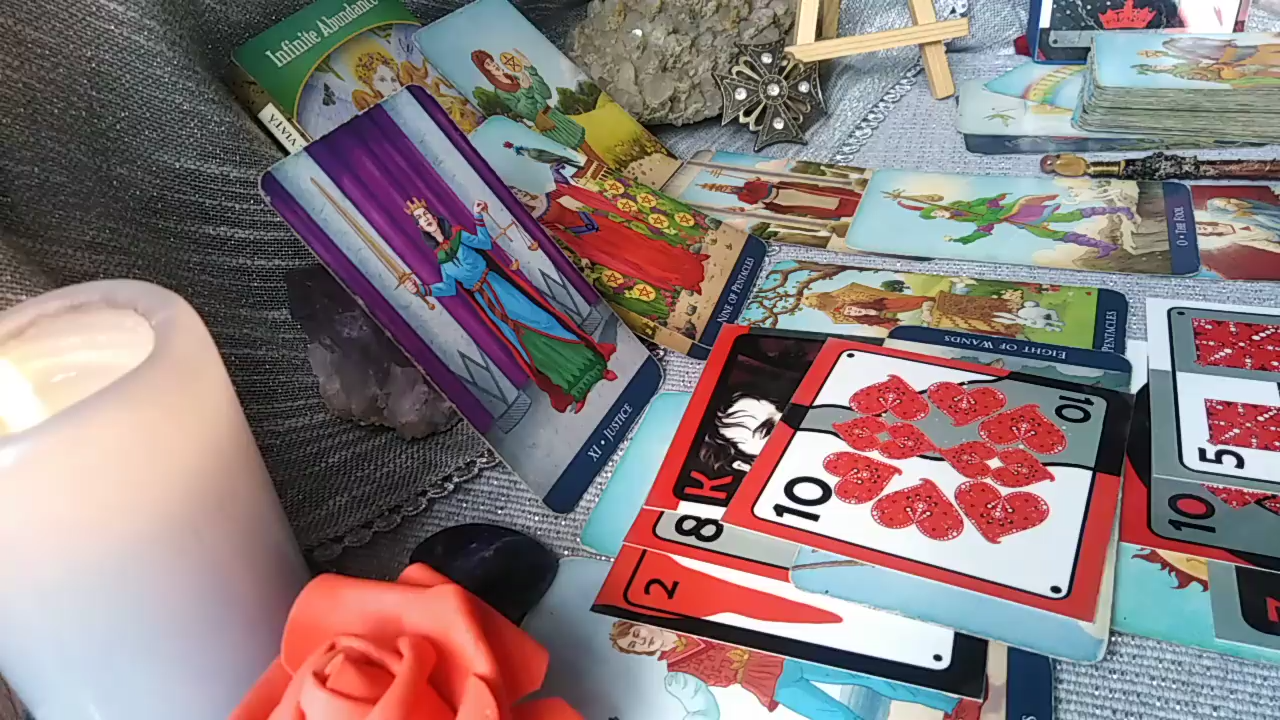 Infinite Abundance
VAATA
XI • JUSTICE
NINE OF PENTACLES
0 • THE FOOL
EIGHT OF WANDS
PENTACLES
K
8
2
10
10
5
10